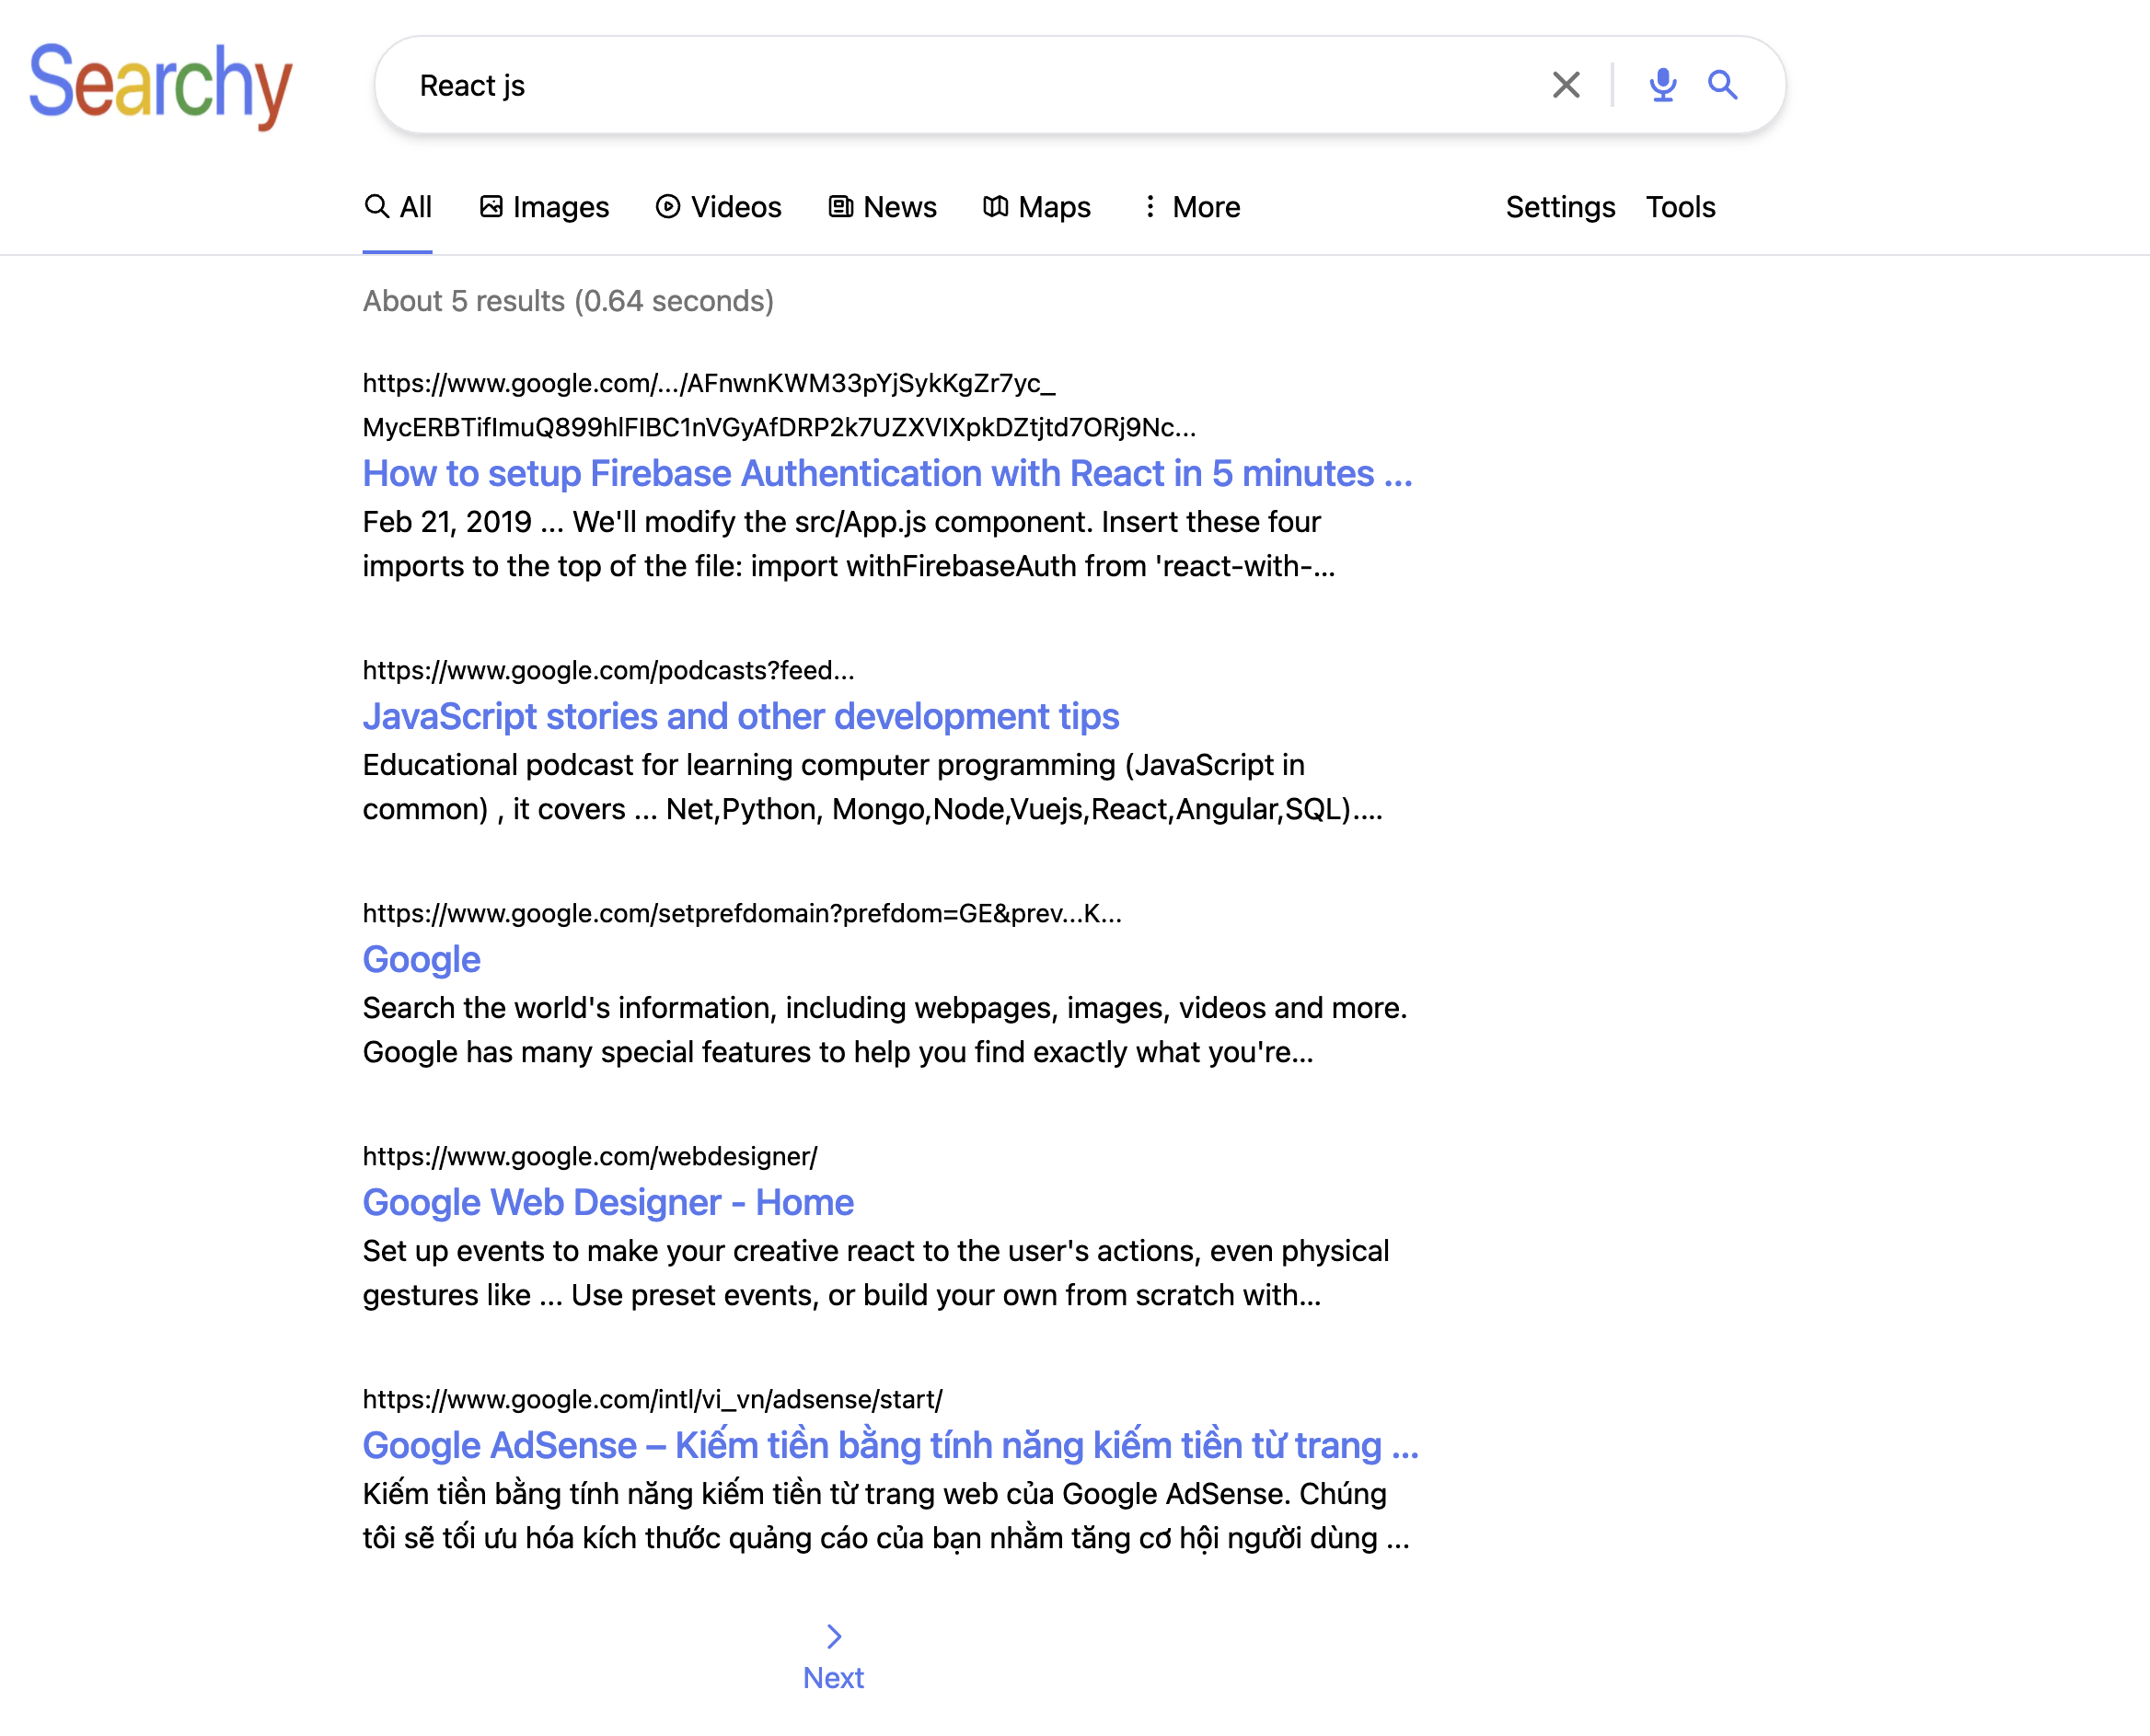 Searchy
React js
All Images Videos News Maps More Settings Tools
About 5 results (0.64 seconds)
https://www.google.com/.../AFnwnKWM33pYjSykKgZr7yc_
MycERBTifImuQ899hlFIBC1nVGyAfDRP2k7UZXVIXpkDZtjtd7ORj9Nc...
How to setup Firebase Authentication with React in 5 minutes ...
Feb 21, 2019 ... We'll modify the src/App.js component. Insert these four
imports to the top of the file: import withFirebaseAuth from 'react-with-...
https://www.google.com/podcasts?feed...
JavaScript stories and other development tips
Educational podcast for learning computer programming (JavaScript in
common) , it covers ... Net,Python, Mongo,Node,Vuejs,React,Angular,SQL)....
https://www.google.com/setprefdomain?prefdom=GE&prev...K...
Google
Search the world's information, including webpages, images, videos and more.
Google has many special features to help you find exactly what you're...
https://www.google.com/webdesigner/
Google Web Designer - Home
Set up events to make your creative react to the user's actions, even physical
gestures like ... Use preset events, or build your own from scratch with...
https://www.google.com/intl/vi_vn/adsense/start/
Google AdSense – Kiếm tiền bằng tính năng kiếm tiền từ trang ...
Kiếm tiền bằng tính năng kiếm tiền từ trang web của Google AdSense. Chúng
tôi sẽ tối ưu hóa kích thước quảng cáo của bạn nhằm tăng cơ hội người dùng ...
Next